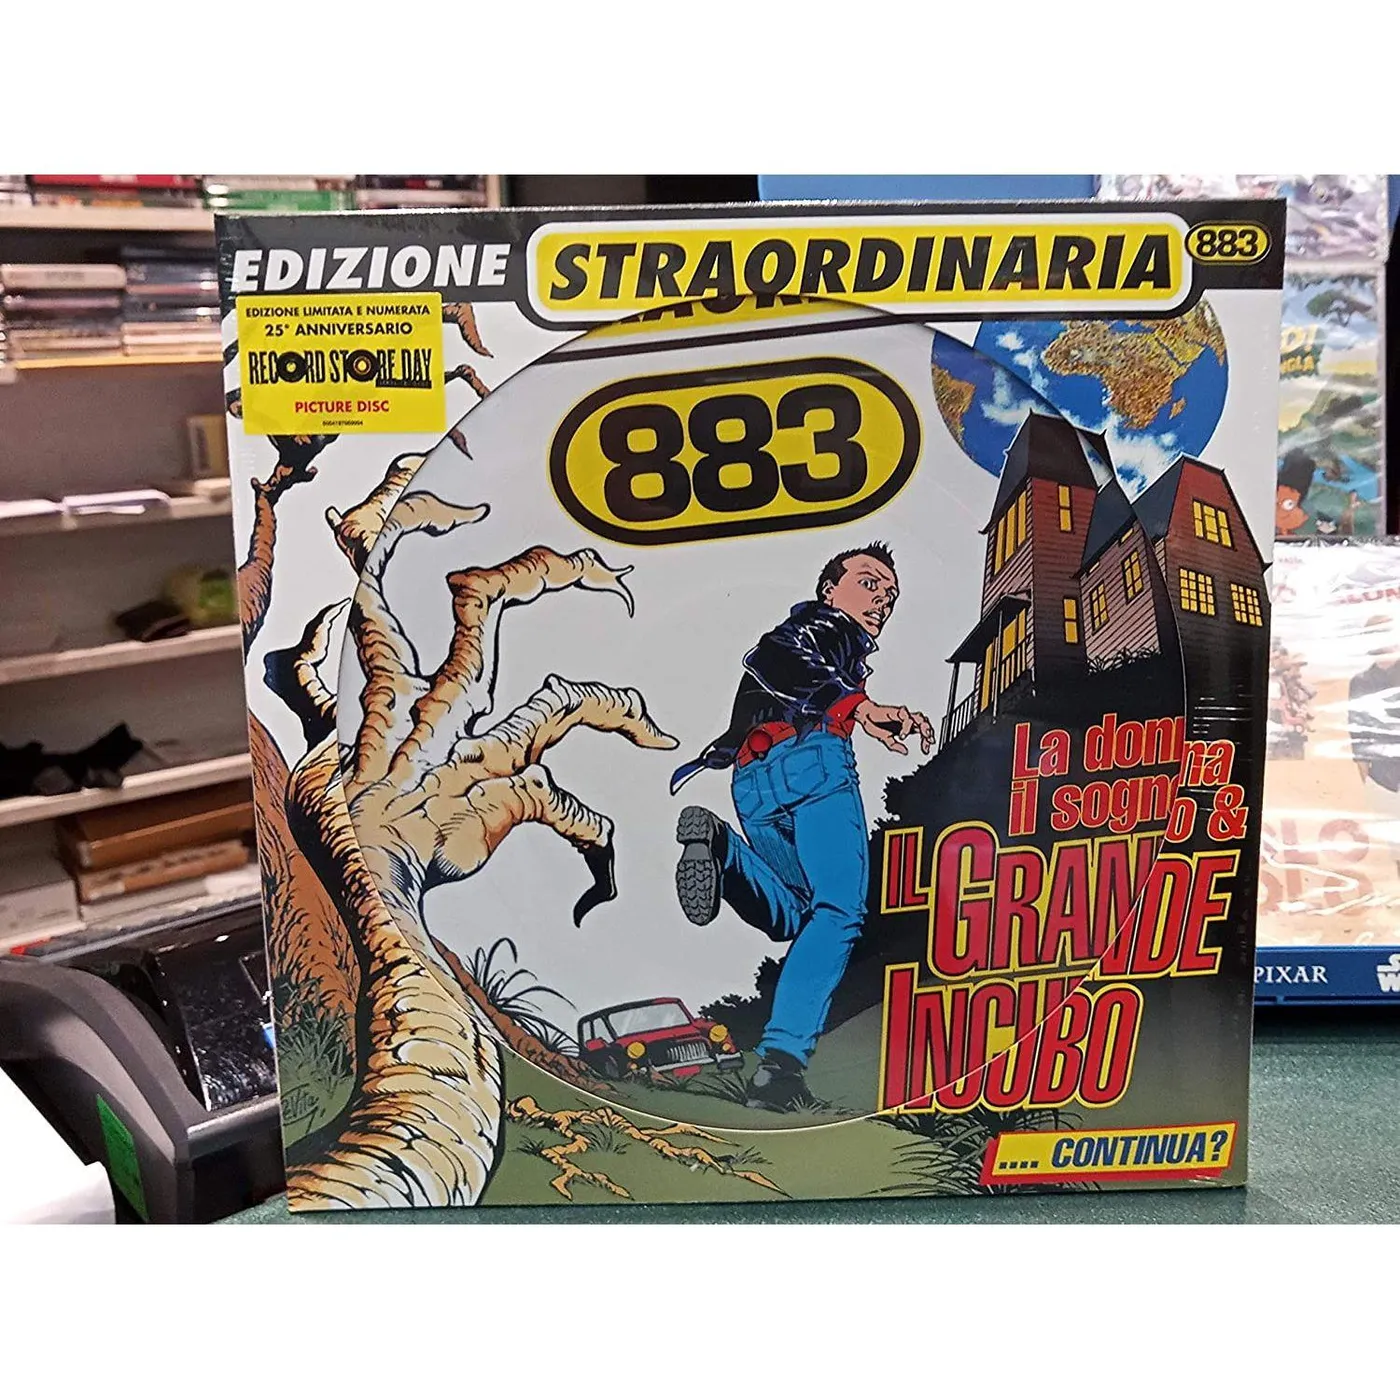 EDIZIONE STRAORDINARIA 883
EDIZIONE LIMITATA E NUMERATA
25° ANNIVERSARIO
RECORD STORE DAY
PICTURE DISC
883
La donna
il sogno &
IL GRANDE
INCUBO
.... CONTINUA?
PIXAR